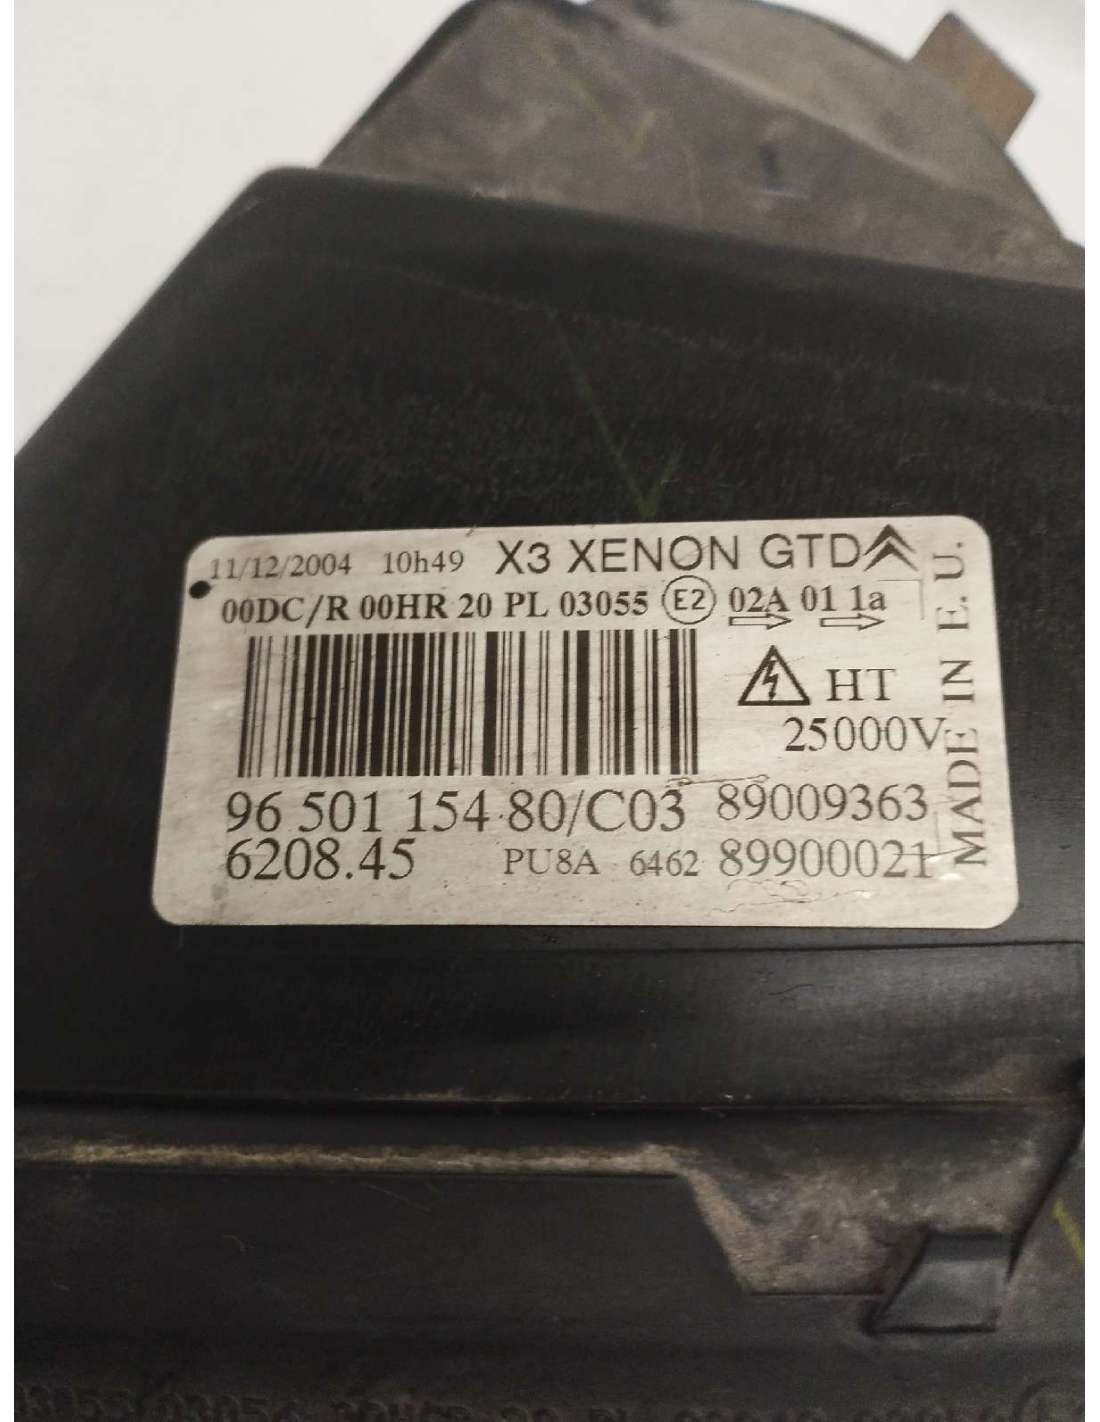 11/12/2004 10h49 X3 XENON GTD
00DC/R 00HR 20 PL 03055 E2 02A 01 1a
HT
25000V
96 501 154 80/C03 89009363
6208.45 PU8A 6462 89900021
MADE IN E.U.